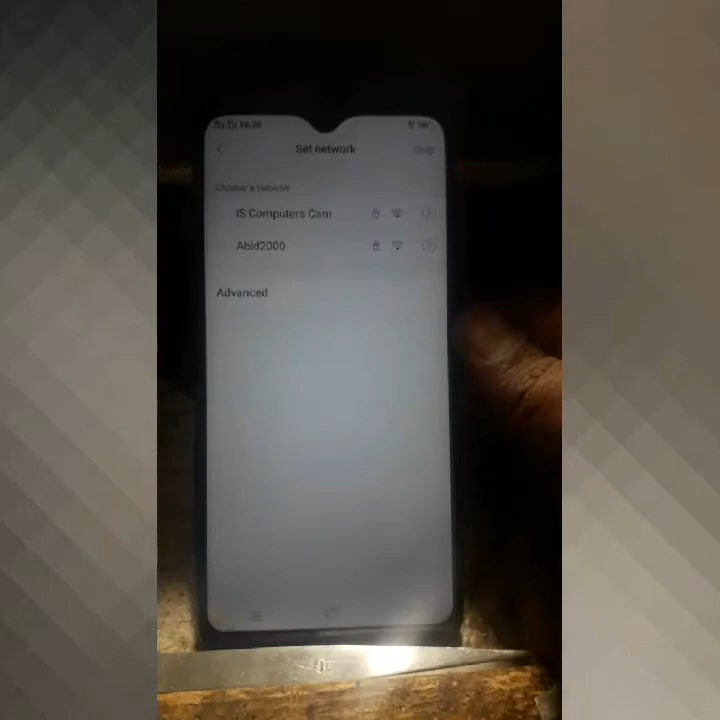 Set network
Skip
Choose a network
IS Computers Cam
Abid2000
Advanced